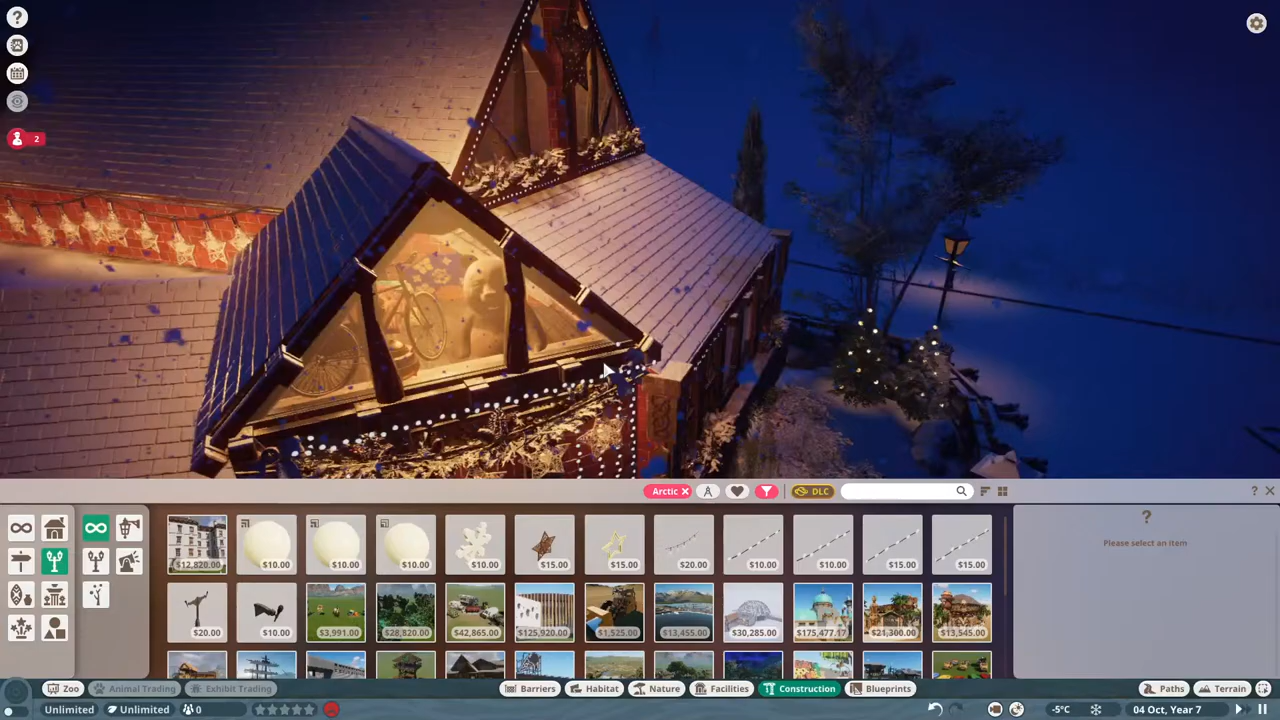 ?
2
Arctic ×
DLC
? ×
$12,820.00 $10.00 $10.00 $10.00 $10.00 $15.00 $15.00 $20.00 $10.00 $10.00 $15.00 $15.00
?
Please select an item
$20.00 $10.00 $3,991.00 $28,820.00 $42,865.00 $125,920.00 $1,525.00 $13,455.00 $30,285.00 $175,477.17 $21,300.00 $13,545.00
Zoo Animal Trading Exhibit Trading Barriers Habitat Nature Facilities Construction Blueprints Paths Terrain
Unlimited Unlimited 0 -5°C 04 Oct, Year 7